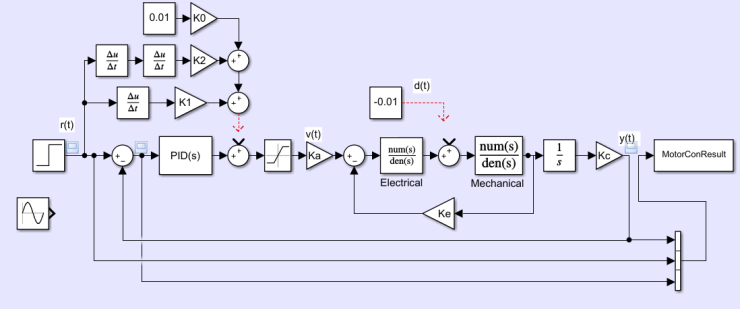 0.01
K0
Δu
Δt
Δu
Δt
K2
d(t)
Δu
Δt
K1
-0.01
r(t)
v(t)
y(t)
PID(s)
Ka
num(s)
den(s)
Electrical
num(s)
den(s)
Mechanical
1
s
Kc
MotorConResult
Ke